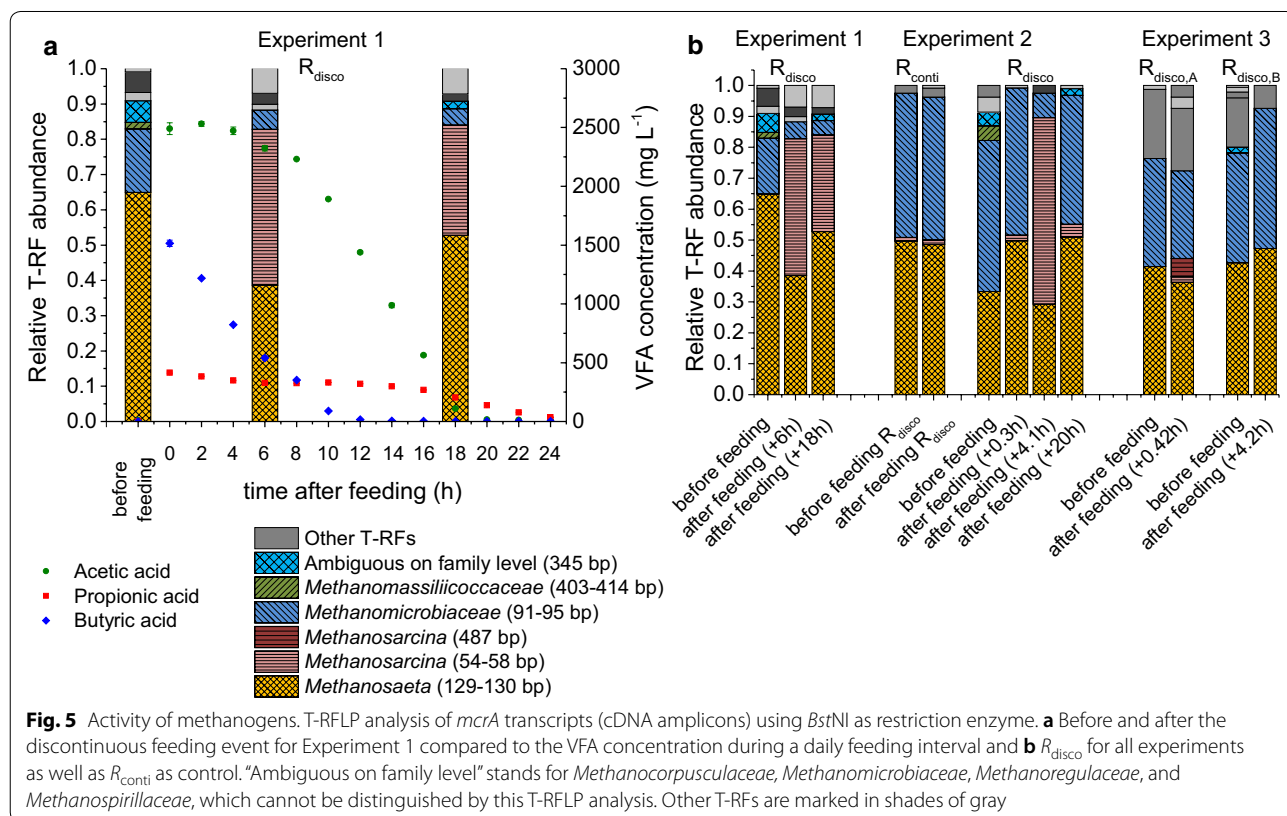 a
Experiment 1
R_disco
1.0
0.9
0.8
0.7
0.6
0.5
0.4
0.3
0.2
0.1
0.0
Relative T-RF abundance
3000
2500
2000
1500
1000
500
0
VFA concentration (mg L⁻¹)
before feeding
0 2 4 6 8 10 12 14 16 18 20 22 24
time after feeding (h)
Acetic acid
Propionic acid
Butyric acid
Other T-RFs
Ambiguous on family level (345 bp)
Methanomassiliicoccaceae (403-414 bp)
Methanomicrobiaceae (91-95 bp)
Methanosarcina (487 bp)
Methanosarcina (54-58 bp)
Methanosaeta (129-130 bp)
b
Experiment 1 Experiment 2 Experiment 3
R_disco R_conti R_disco R_disco,A R_disco,B
1.0
0.9
0.8
0.7
0.6
0.5
0.4
0.3
0.2
0.1
0.0
Relative T-RF abundance
before feeding
after feeding (+6h)
after feeding (+18h)
before feeding R_disco
after feeding R_disco
before feeding
after feeding (+0.3h)
after feeding (+4.1h)
after feeding (+20h)
before feeding
after feeding (+0.42h)
before feeding
after feeding (+4.2h)
Fig. 5 Activity of methanogens. T-RFLP analysis of mcrA transcripts (cDNA amplicons) using BstNI as restriction enzyme. a Before and after the
discontinuous feeding event for Experiment 1 compared to the VFA concentration during a daily feeding interval and b R_disco for all experiments
as well as R_conti as control. “Ambiguous on family level” stands for Methanocorpusculaceae, Methanomicrobiaceae, Methanoregulaceae, and
Methanospirillaceae, which cannot be distinguished by this T-RFLP analysis. Other T-RFs are marked in shades of gray